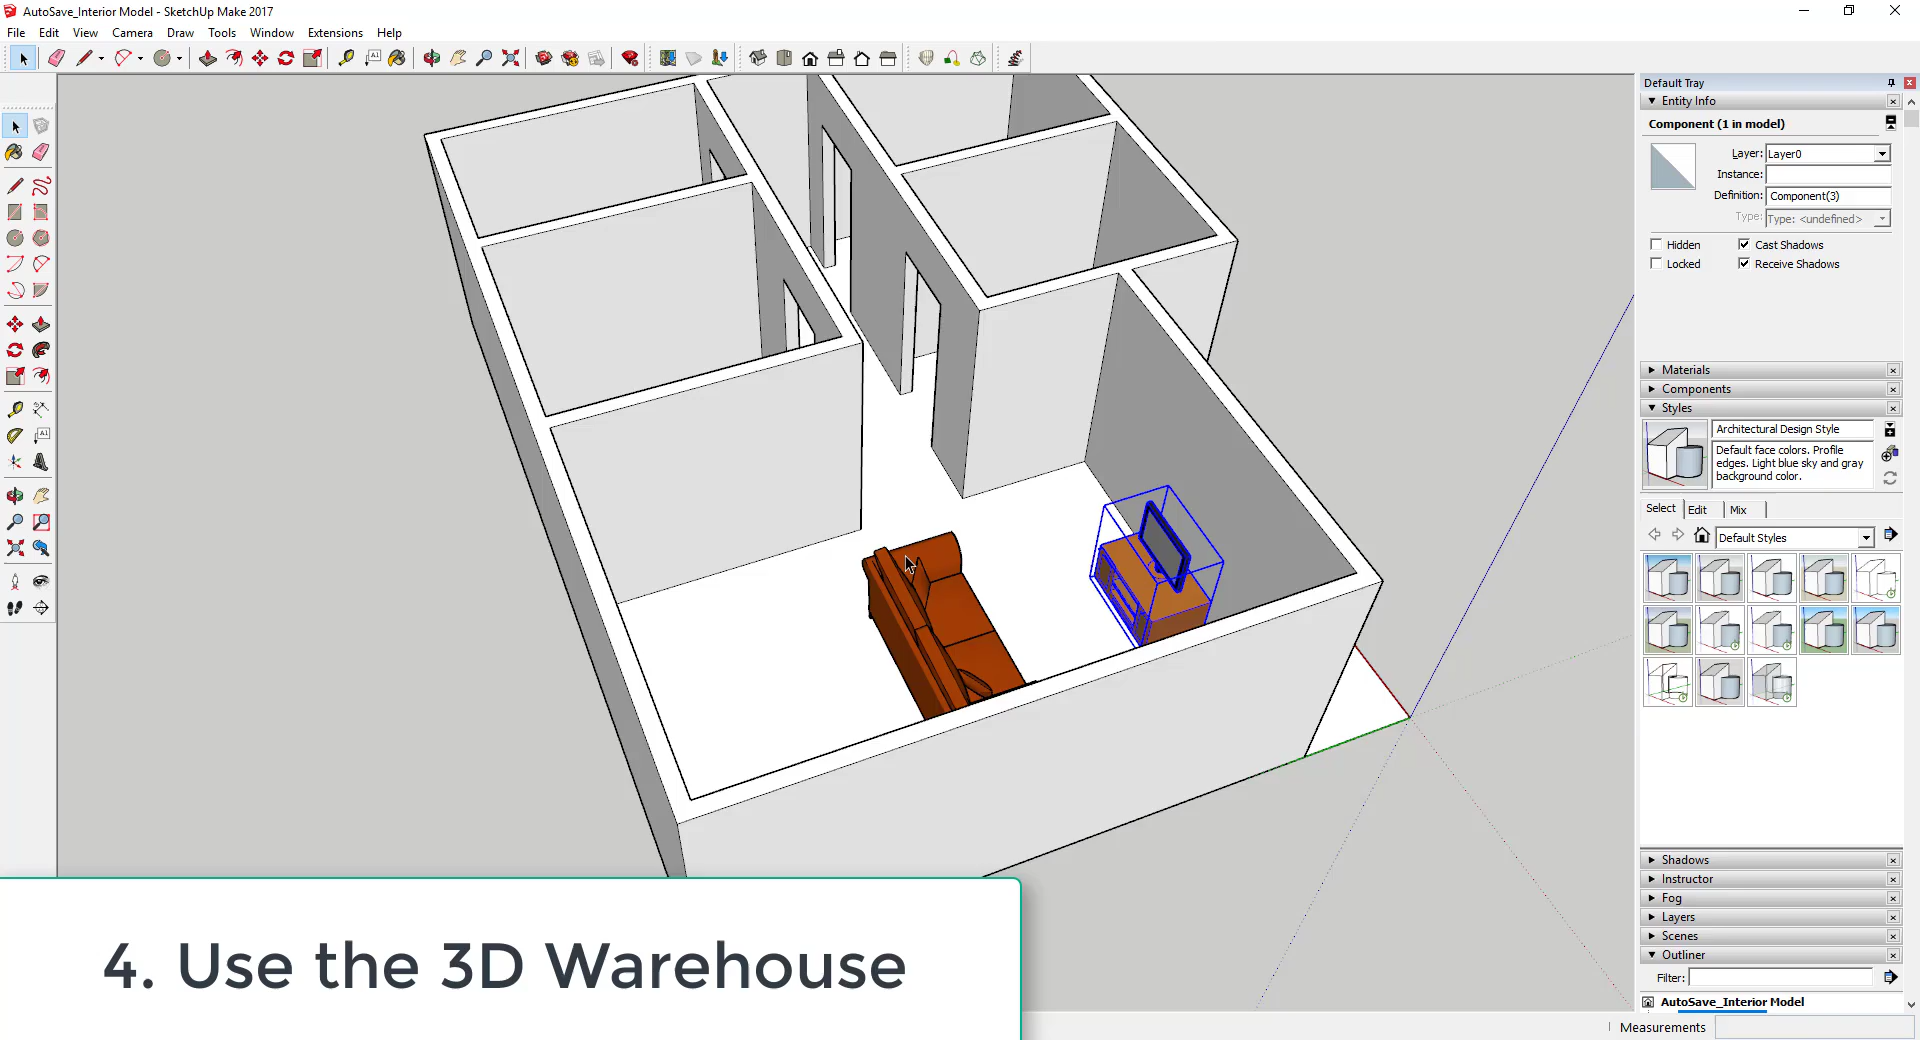 AutoSave_Interior Model - SketchUp Make 2017
File Edit View Camera Draw Tools Window Extensions Help
A1
Default Tray
Entity Info
Component (1 in model)
Layer: Layer0
Instance:
Definition: Component(3)
Type: Type: <undefined>
Hidden Cast Shadows
Locked Receive Shadows
Materials
Components
Styles
Architectural Design Style
Default face colors. Profile
edges. Light blue sky and gray
background color.
Select Edit Mix
Default Styles
A1
Shadows
Instructor
Fog
Layers
Scenes
Outliner
Filter:
AutoSave_Interior Model
Measurements
4. Use the 3D Warehouse